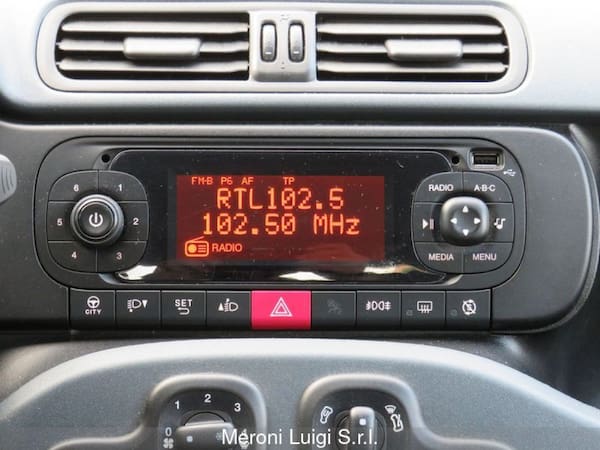 FM-B P6 AF TP
RTL102.5
102.50 MHz
RADIO
6 1
5 2
4 3
RADIO A·B·C
MEDIA MENU
CITY
SET
1 2 3 4
0
Meroni Luigi S.r.l.